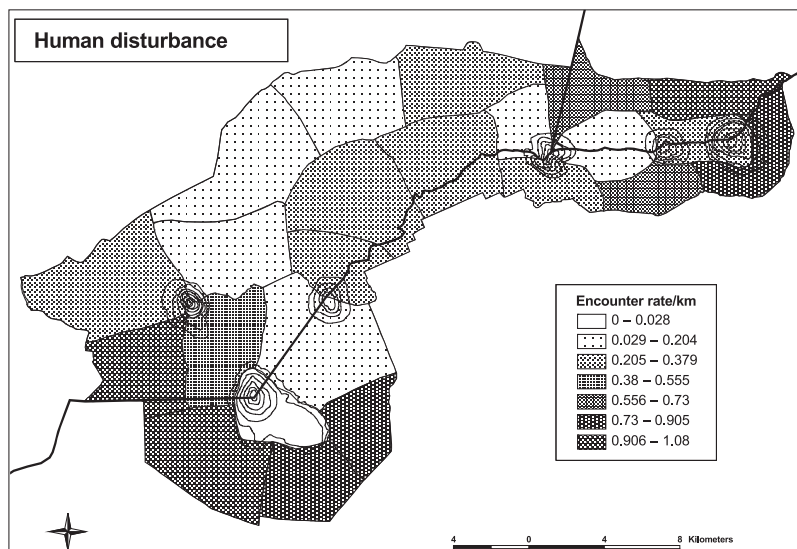 Human disturbance
Encounter rate/km
0 – 0.028
0.029 – 0.204
0.205 – 0.379
0.38 – 0.555
0.556 – 0.73
0.73 – 0.905
0.906 – 1.08
4 0 4 8 Kilometers